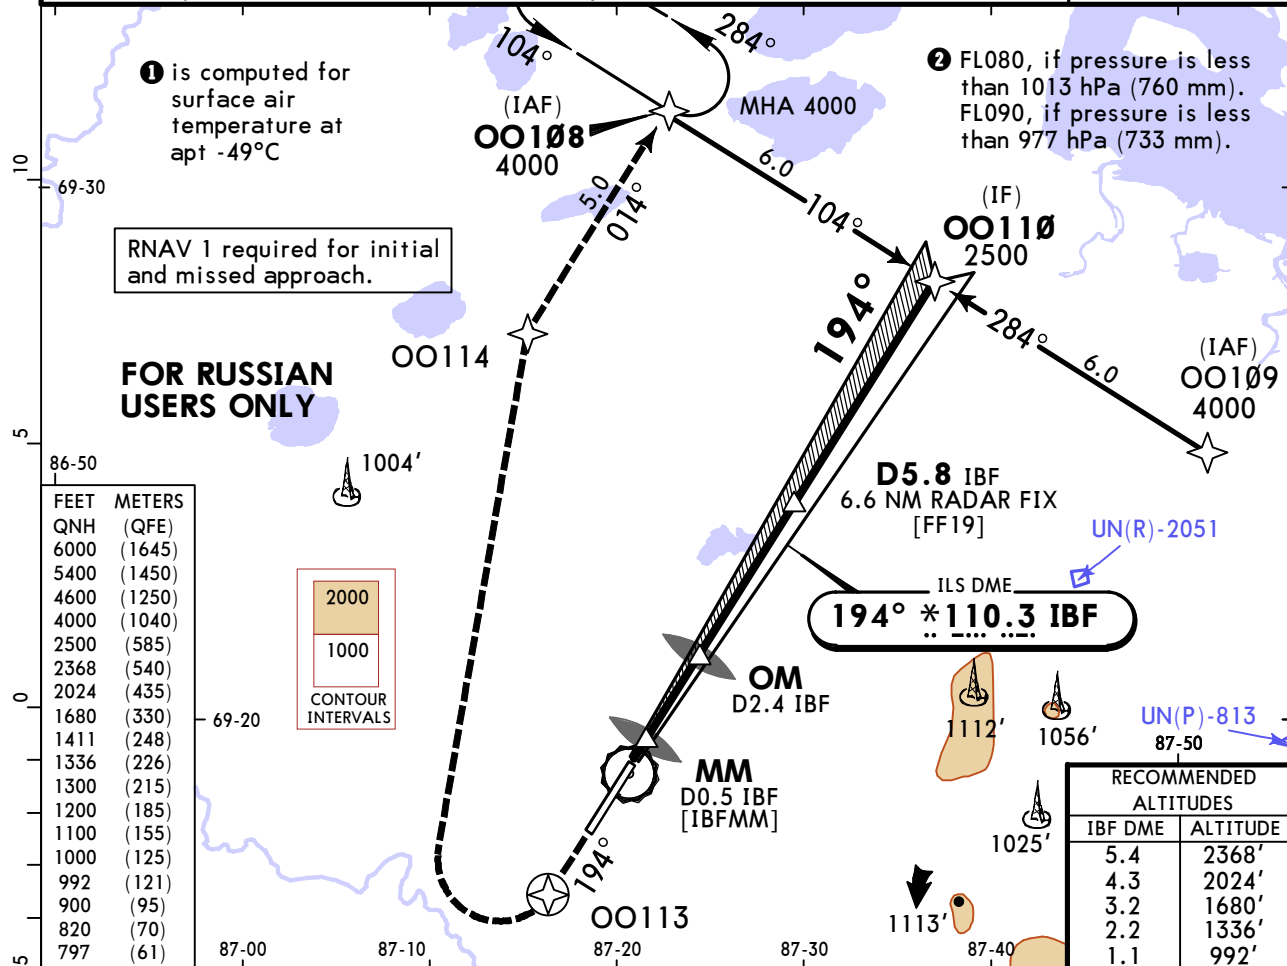 104°
284°
❶ is computed for
surface air
temperature at
apt -49°C
(IAF)
OO1Ø8
4000
MHA 4000
❷ FL080, if pressure is less
than 1013 hPa (760 mm).
FL090, if pressure is less
than 977 hPa (733 mm).
10
69-30
6.0
104°
5.0
014°
(IF)
OO11Ø
2500
RNAV 1 required for initial
and missed approach.
194°
284°
6.0
(IAF)
OO1Ø9
4000
OO114
FOR RUSSIAN
USERS ONLY
5
86-50
1004'
D5.8 IBF
6.6 NM RADAR FIX
[FF19]
UN(R)-2051
ILS DME
194° *110.3 IBF
FEET METERS
QNH (QFE)
6000 (1645)
5400 (1450)
4600 (1250)
4000 (1040)
2500 (585)
2368 (540)
2024 (435)
1680 (330)
1411 (248)
1336 (226)
1300 (215)
1200 (185)
1100 (155)
1000 (125)
992 (121)
900 (95)
820 (70)
797 (61)
2000
1000
CONTOUR
INTERVALS
0
69-20
OM
D2.4 IBF
1112'
1056'
UN(P)-813
87-50
MM
D0.5 IBF
[IBFMM]
1025'
194°
OO113
1113'
RECOMMENDED
ALTITUDES
IBF DME ALTITUDE
5.4 2368'
4.3 2024'
3.2 1680'
2.2 1336'
1.1 992'
5
87-00
87-10
87-20
87-30
87-40